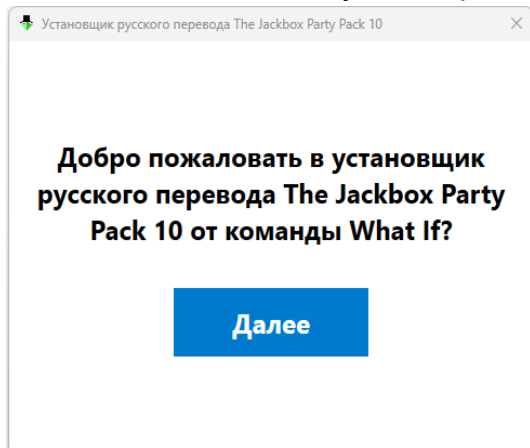 Установщик русского перевода The Jackbox Party Pack 10
Добро пожаловать в установщик
русского перевода The Jackbox Party
Pack 10 от команды What If?
Далее